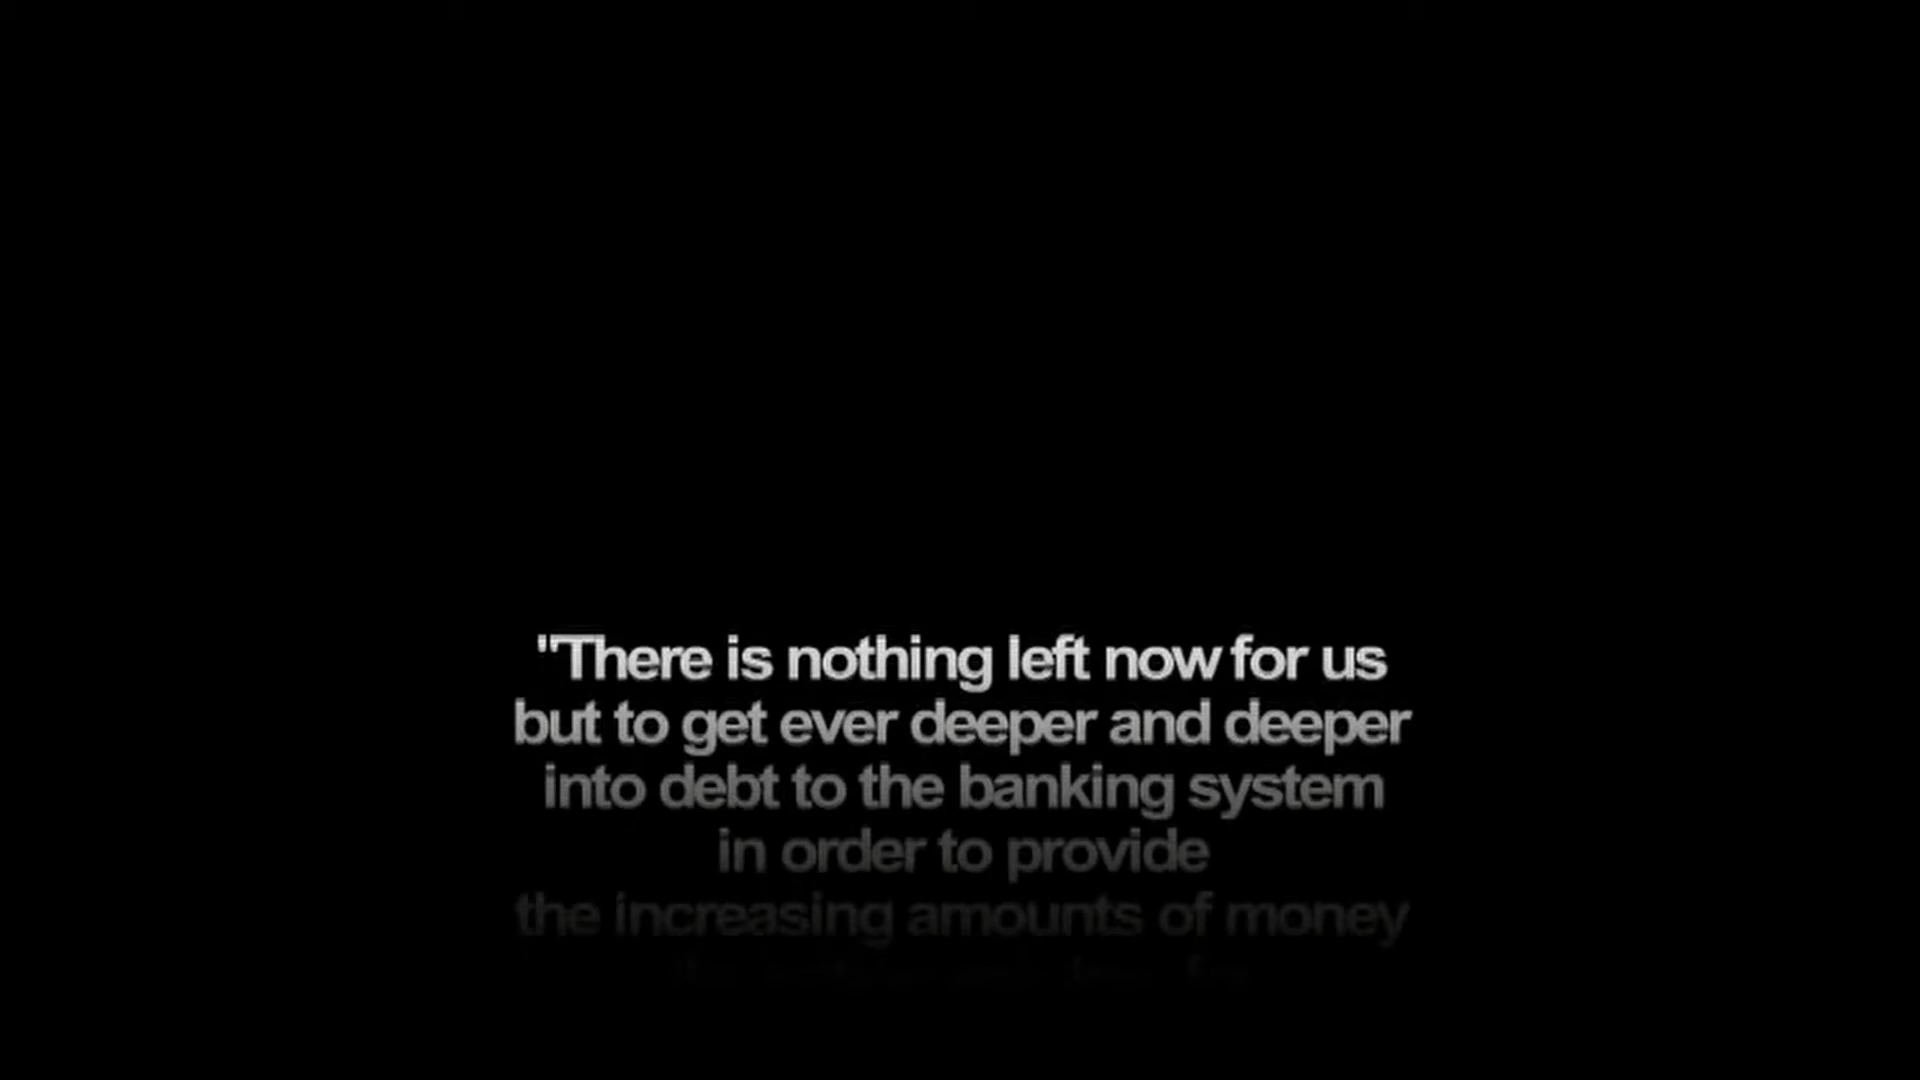 "There is nothing left now for us
but to get ever deeper and deeper
into debt to the banking system
in order to provide
the increasing amounts of money